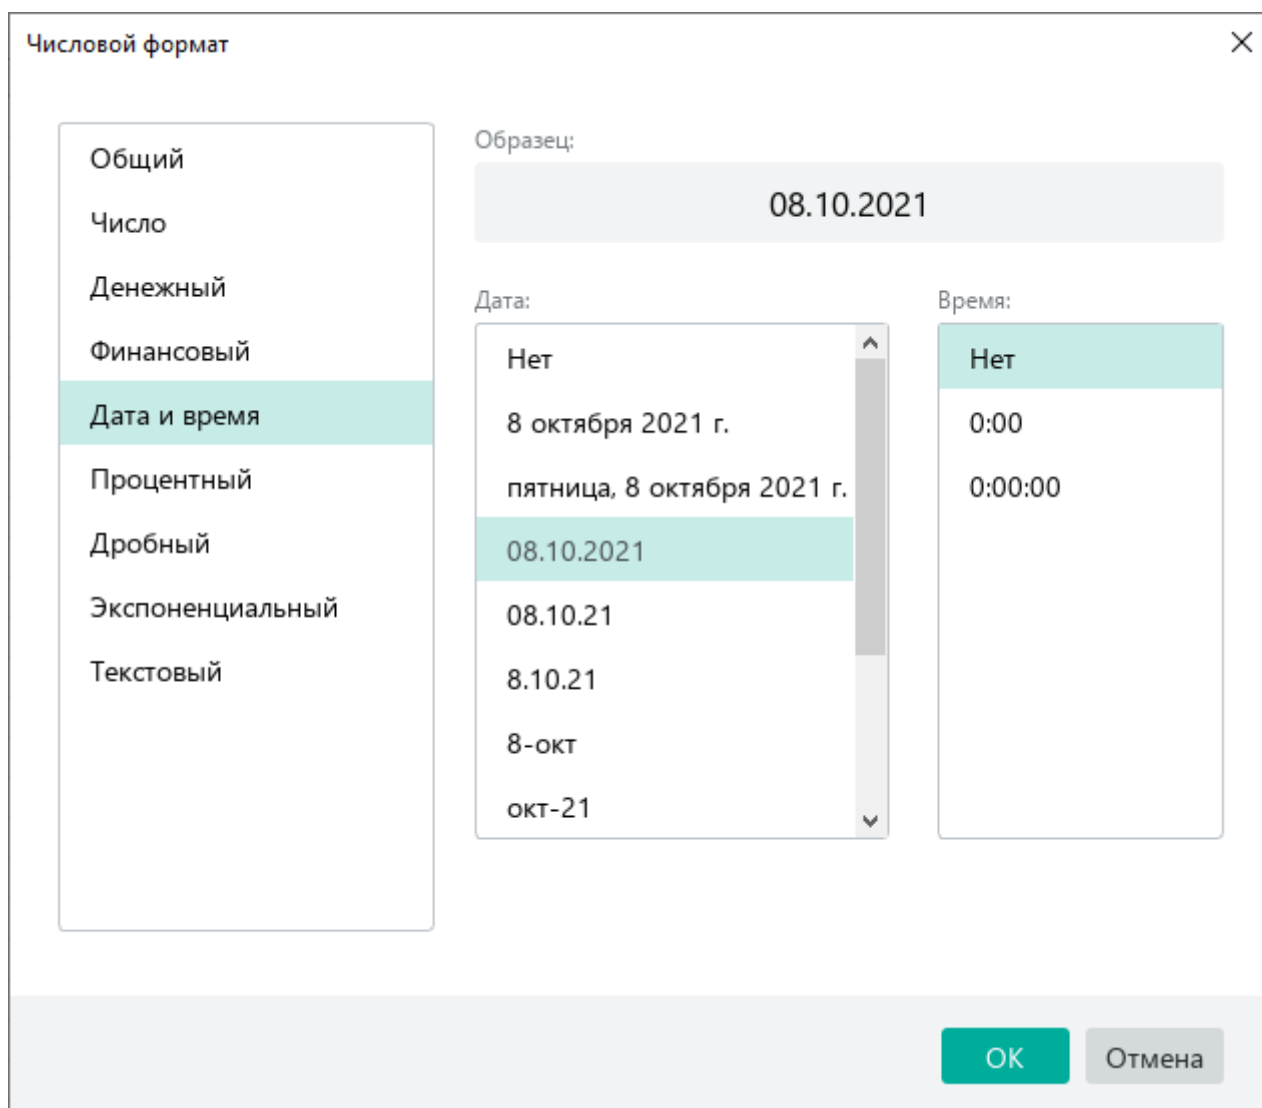 Числовой формат
Общий
Число
Денежный
Финансовый
Дата и время
Процентный
Дробный
Экспоненциальный
Текстовый
Образец:
08.10.2021
Дата:
Нет
8 октября 2021 г.
пятница, 8 октября 2021 г.
08.10.2021
08.10.21
8.10.21
8-окт
окт-21
Время:
Нет
0:00
0:00:00
ОК
Отмена